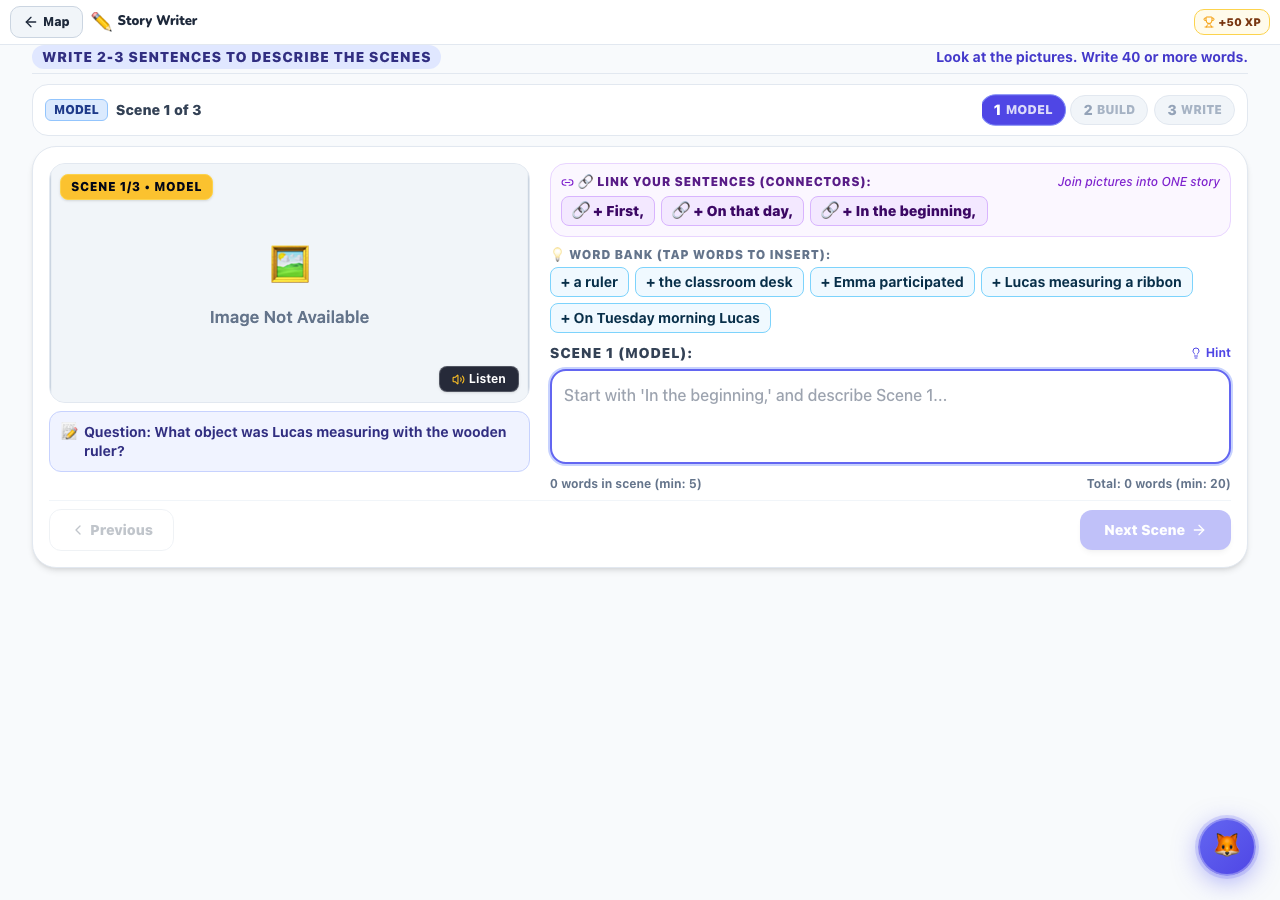 Map
Story Writer
+50 XP
WRITE 2-3 SENTENCES TO DESCRIBE THE SCENES
Look at the pictures. Write 40 or more words.
MODEL
Scene 1 of 3
1 MODEL
2 BUILD
3 WRITE
SCENE 1/3 • MODEL
Image Not Available
Listen
Question: What object was Lucas measuring with the wooden
ruler?
LINK YOUR SENTENCES (CONNECTORS):
Join pictures into ONE story
+ First,
+ On that day,
+ In the beginning,
WORD BANK (TAP WORDS TO INSERT):
+ a ruler
+ the classroom desk
+ Emma participated
+ Lucas measuring a ribbon
+ On Tuesday morning Lucas
SCENE 1 (MODEL):
Hint
Start with 'In the beginning,' and describe Scene 1...
0 words in scene (min: 5)
Total: 0 words (min: 20)
Previous
Next Scene